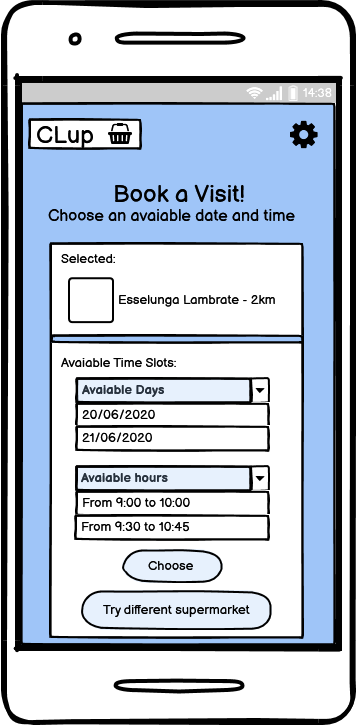 14:38
CLup
Book a Visit!
Choose an avaiable date and time
Selected:
Esselunga Lambrate - 2km
Avaiable Time Slots:
Avaiable Days
20/06/2020
21/06/2020
Avaiable hours
From 9:00 to 10:00
From 9:30 to 10:45
Choose
Try different supermarket